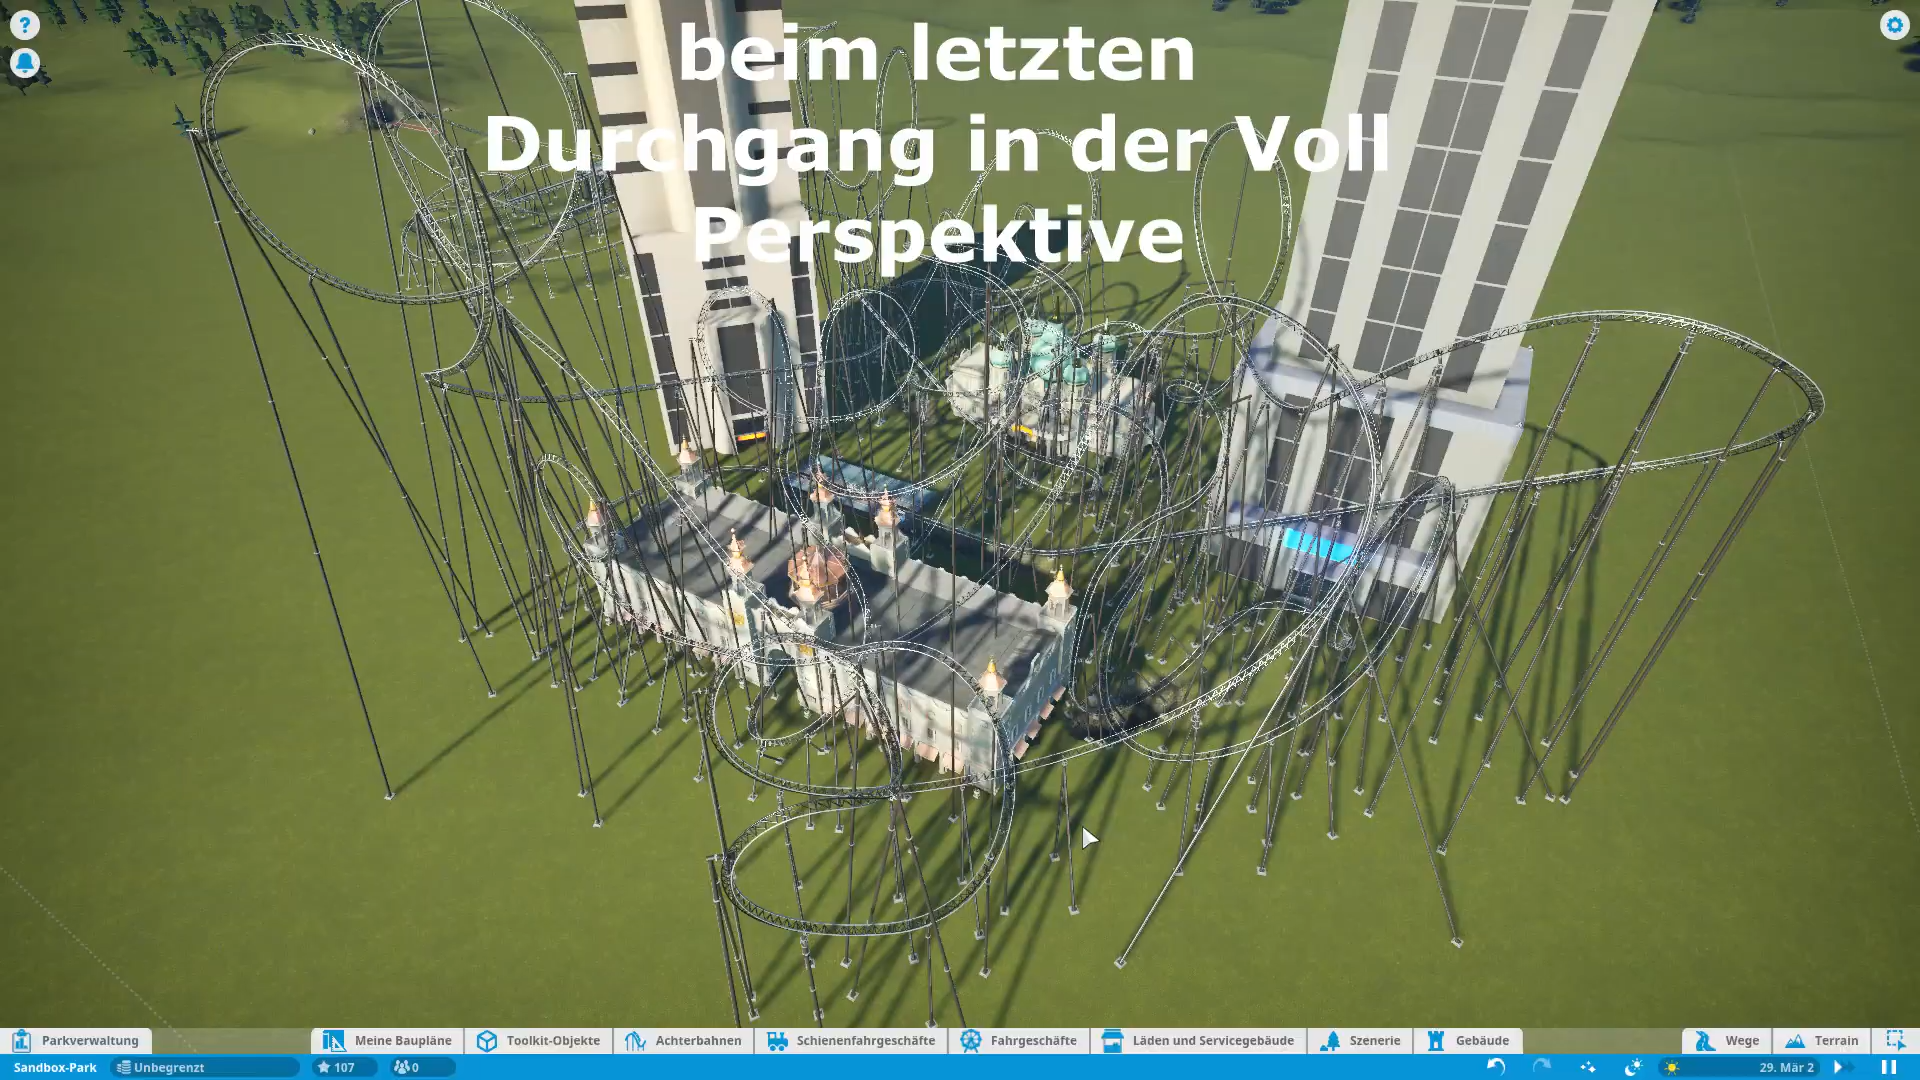 beim letzten
Durchgang in der Voll
Perspektive
Parkverwaltung
Meine Baupläne
Toolkit-Objekte
Achterbahnen
Schienenfahrgeschäfte
Fahrgeschäfte
Läden und Servicegebäude
Szenerie
Gebäude
Wege
Terrain
Sandbox-Park
Unbegrenzt
107
0
29. Mär 2